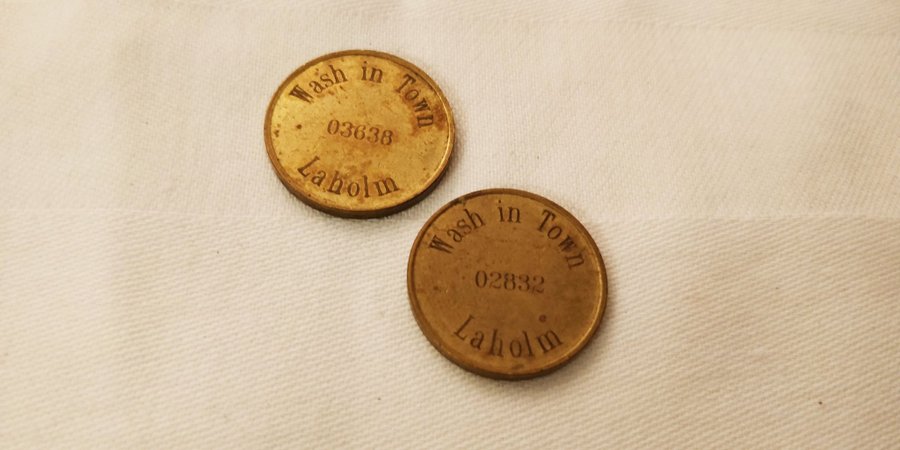 Wash in Town
03638
Laholm
Wash in Town
02832
Laholm